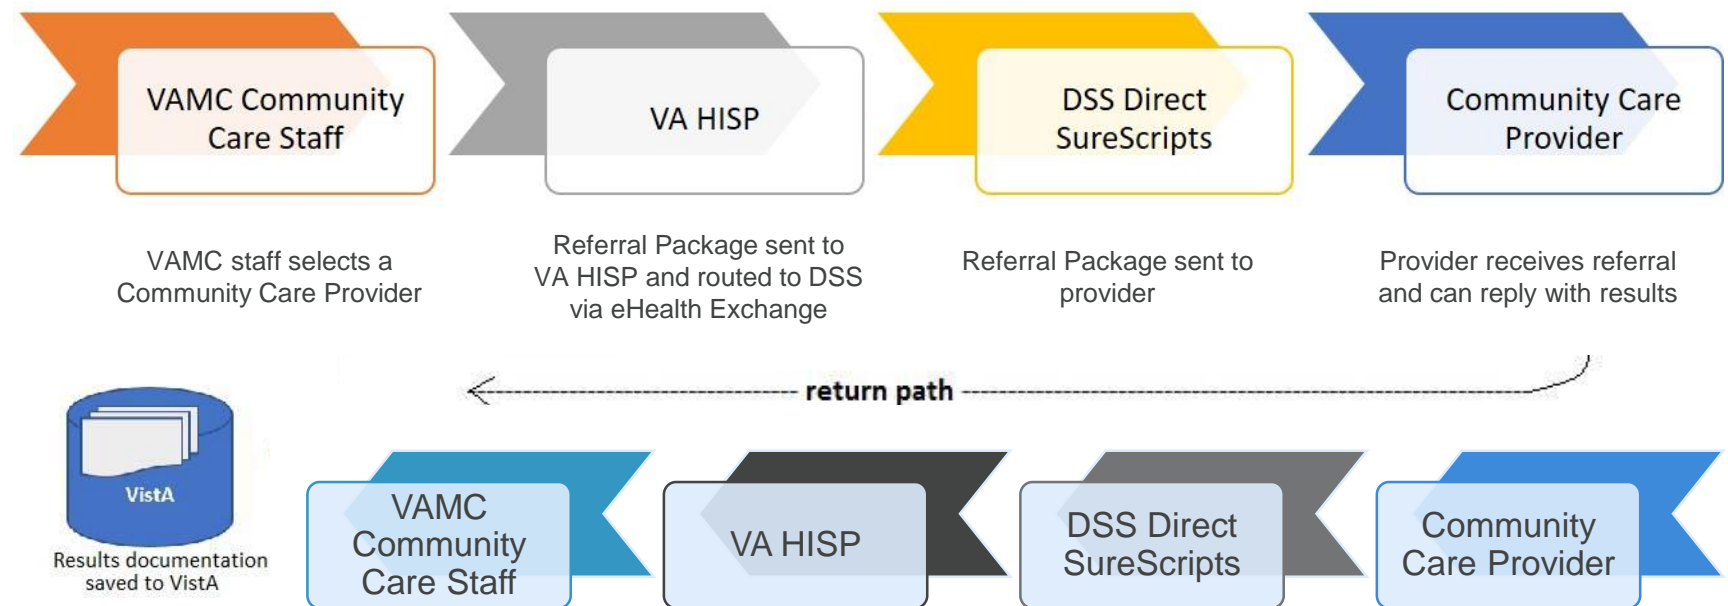 VAMC Community
Care Staff
VA HISP
DSS Direct
SureScripts
Community Care
Provider
VAMC staff selects a
Community Care Provider
Referral Package sent to
VA HISP and routed to DSS
via eHealth Exchange
Referral Package sent to
provider
Provider receives referral
and can reply with results
return path
VistA
Results documentation
saved to VistA
VAMC
Community
Care Staff
VA HISP
DSS Direct
SureScripts
Community
Care Provider